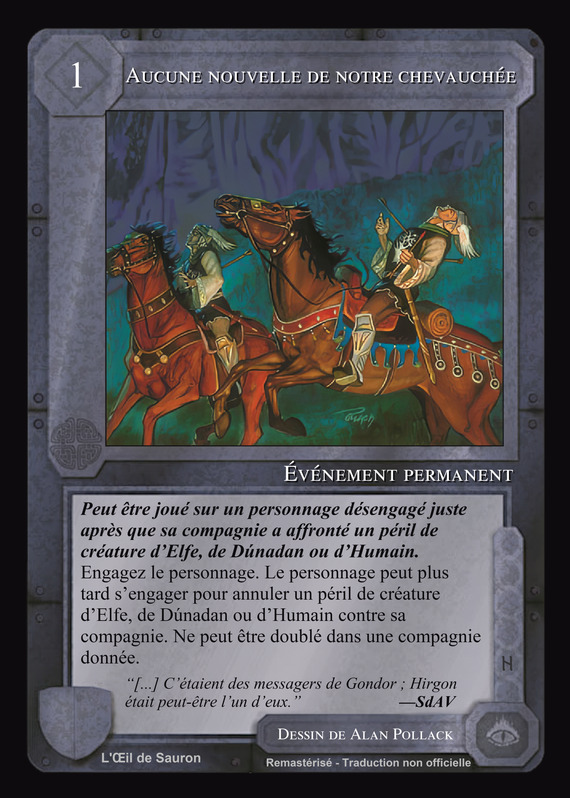 1
Aucune nouvelle de notre chevauchée
Pollack
Événement permanent
Peut être joué sur un personnage désengagé juste
après que sa compagnie a affronté un péril de
créature d’Elfe, de Dúnadan ou d’Humain.
Engagez le personnage. Le personnage peut plus
tard s’engager pour annuler un péril de créature
d’Elfe, de Dúnadan ou d’Humain contre sa
compagnie. Ne peut être doublé dans une compagnie
donnée.
“[...] C’étaient des messagers de Gondor ; Hirgon
était peut-être l’un d’eux.” —SdAV
Dessin de Alan Pollack
L'Œil de Sauron
Remastérisé - Traduction non officielle